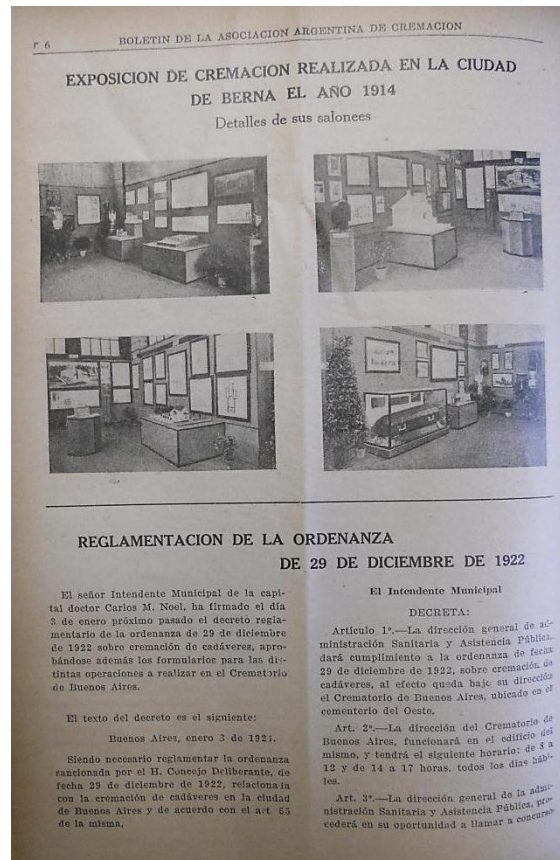 r 6
BOLETIN DE LA ASOCIACION ARGENTINA DE CREMACION
EXPOSICION DE CREMACION REALIZADA EN LA CIUDAD
DE BERNA EL AÑO 1914
Detalles de sus salonees
REGLAMENTACION DE LA ORDENANZA
DE 29 DE DICIEMBRE DE 1922
El señor Intendente Municipal de la capi-
tal doctor Carlos M. Noel, ha firmado el día
3 de enero próximo pasado el decreto regla-
mentario de la ordenanza de 29 de diciembre
de 1922 sobre cremación de cadáveres, apro-
bándose además los formularios para las dis-
tintas operaciones a realizar en el Crematorio
de Buenos Aires.
El texto del decreto es el siguiente:
Buenos Aires, enero 3 de 1924.
Siendo necesario reglamentar la ordenanza
sancionada por el H. Concejo Deliberante, de
fecha 29 de diciembre de 1922, relacionada
con la cremación de cadáveres en la ciudad
de Buenos Aires y de acuerdo con el art. 55
de la misma,
El Intendente Municipal
DECRETA:
Artículo 1º.—La dirección general de ad-
ministración Sanitaria y Asistencia Pública,
dará cumplimiento a la ordenanza de fecha
29 de diciembre de 1922, sobre cremación de
cadáveres, al efecto queda bajo su dirección
el Crematorio de Buenos Aires, ubicado en el
cementerio del Oeste.
Art. 2º.—La dirección del Crematorio de
Buenos Aires, funcionará en el edificio del
mismo, y tendrá el siguiente horario: de 8 a
12 y de 14 a 17 horas, todos los días hábi-
les.
Art. 3º.—La dirección general de la admi-
nistración Sanitaria y Asistencia Pública, pro-
cederá en su oportunidad a llamar a concurso